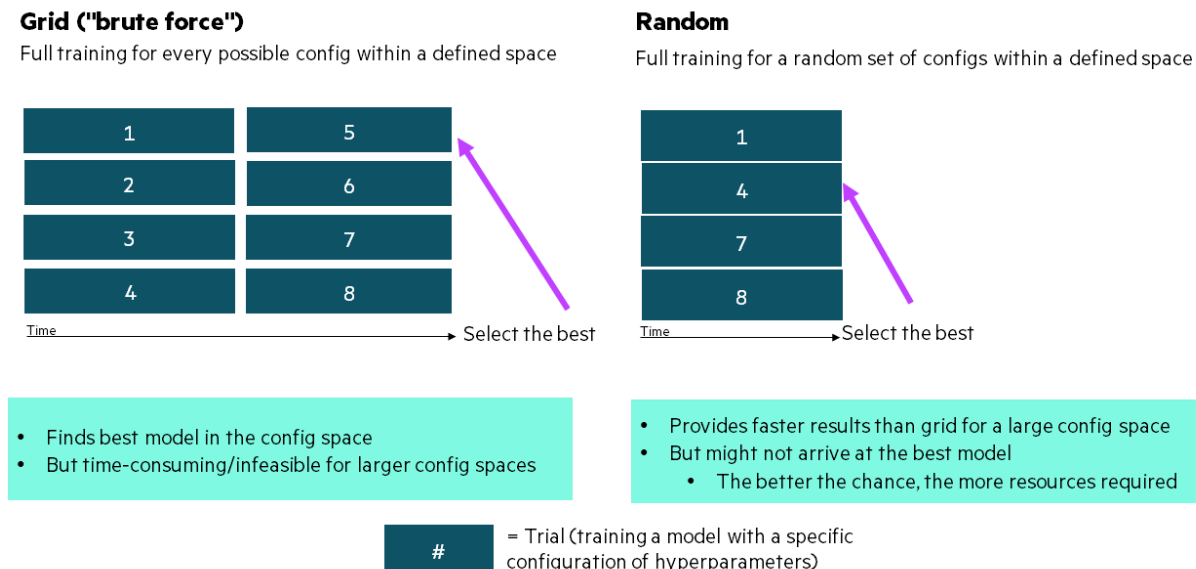 Grid ("brute force")
Full training for every possible config within a defined space
1
5
2
6
3
7
4
8
Time
Select the best
• Finds best model in the config space
• But time-consuming/infeasible for larger config spaces
Random
Full training for a random set of configs within a defined space
1
4
7
8
Time
Select the best
• Provides faster results than grid for a large config space
• But might not arrive at the best model
• The better the chance, the more resources required
#
= Trial (training a model with a specific
configuration of hyperparameters)